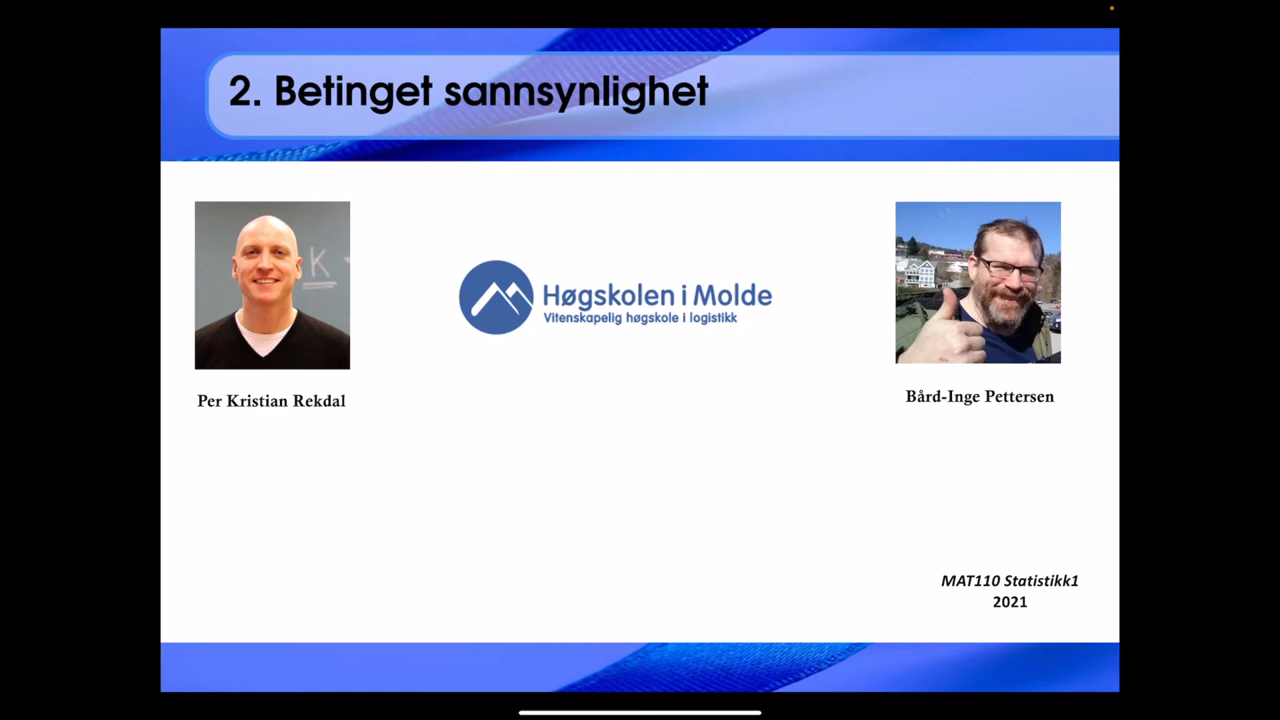 2. Betinget sannsynlighet
K
Høgskolen i Molde
Vitenskapelig høgskole i logistikk
Per Kristian Rekdal
Bård-Inge Pettersen
MAT110 Statistikk1
2021